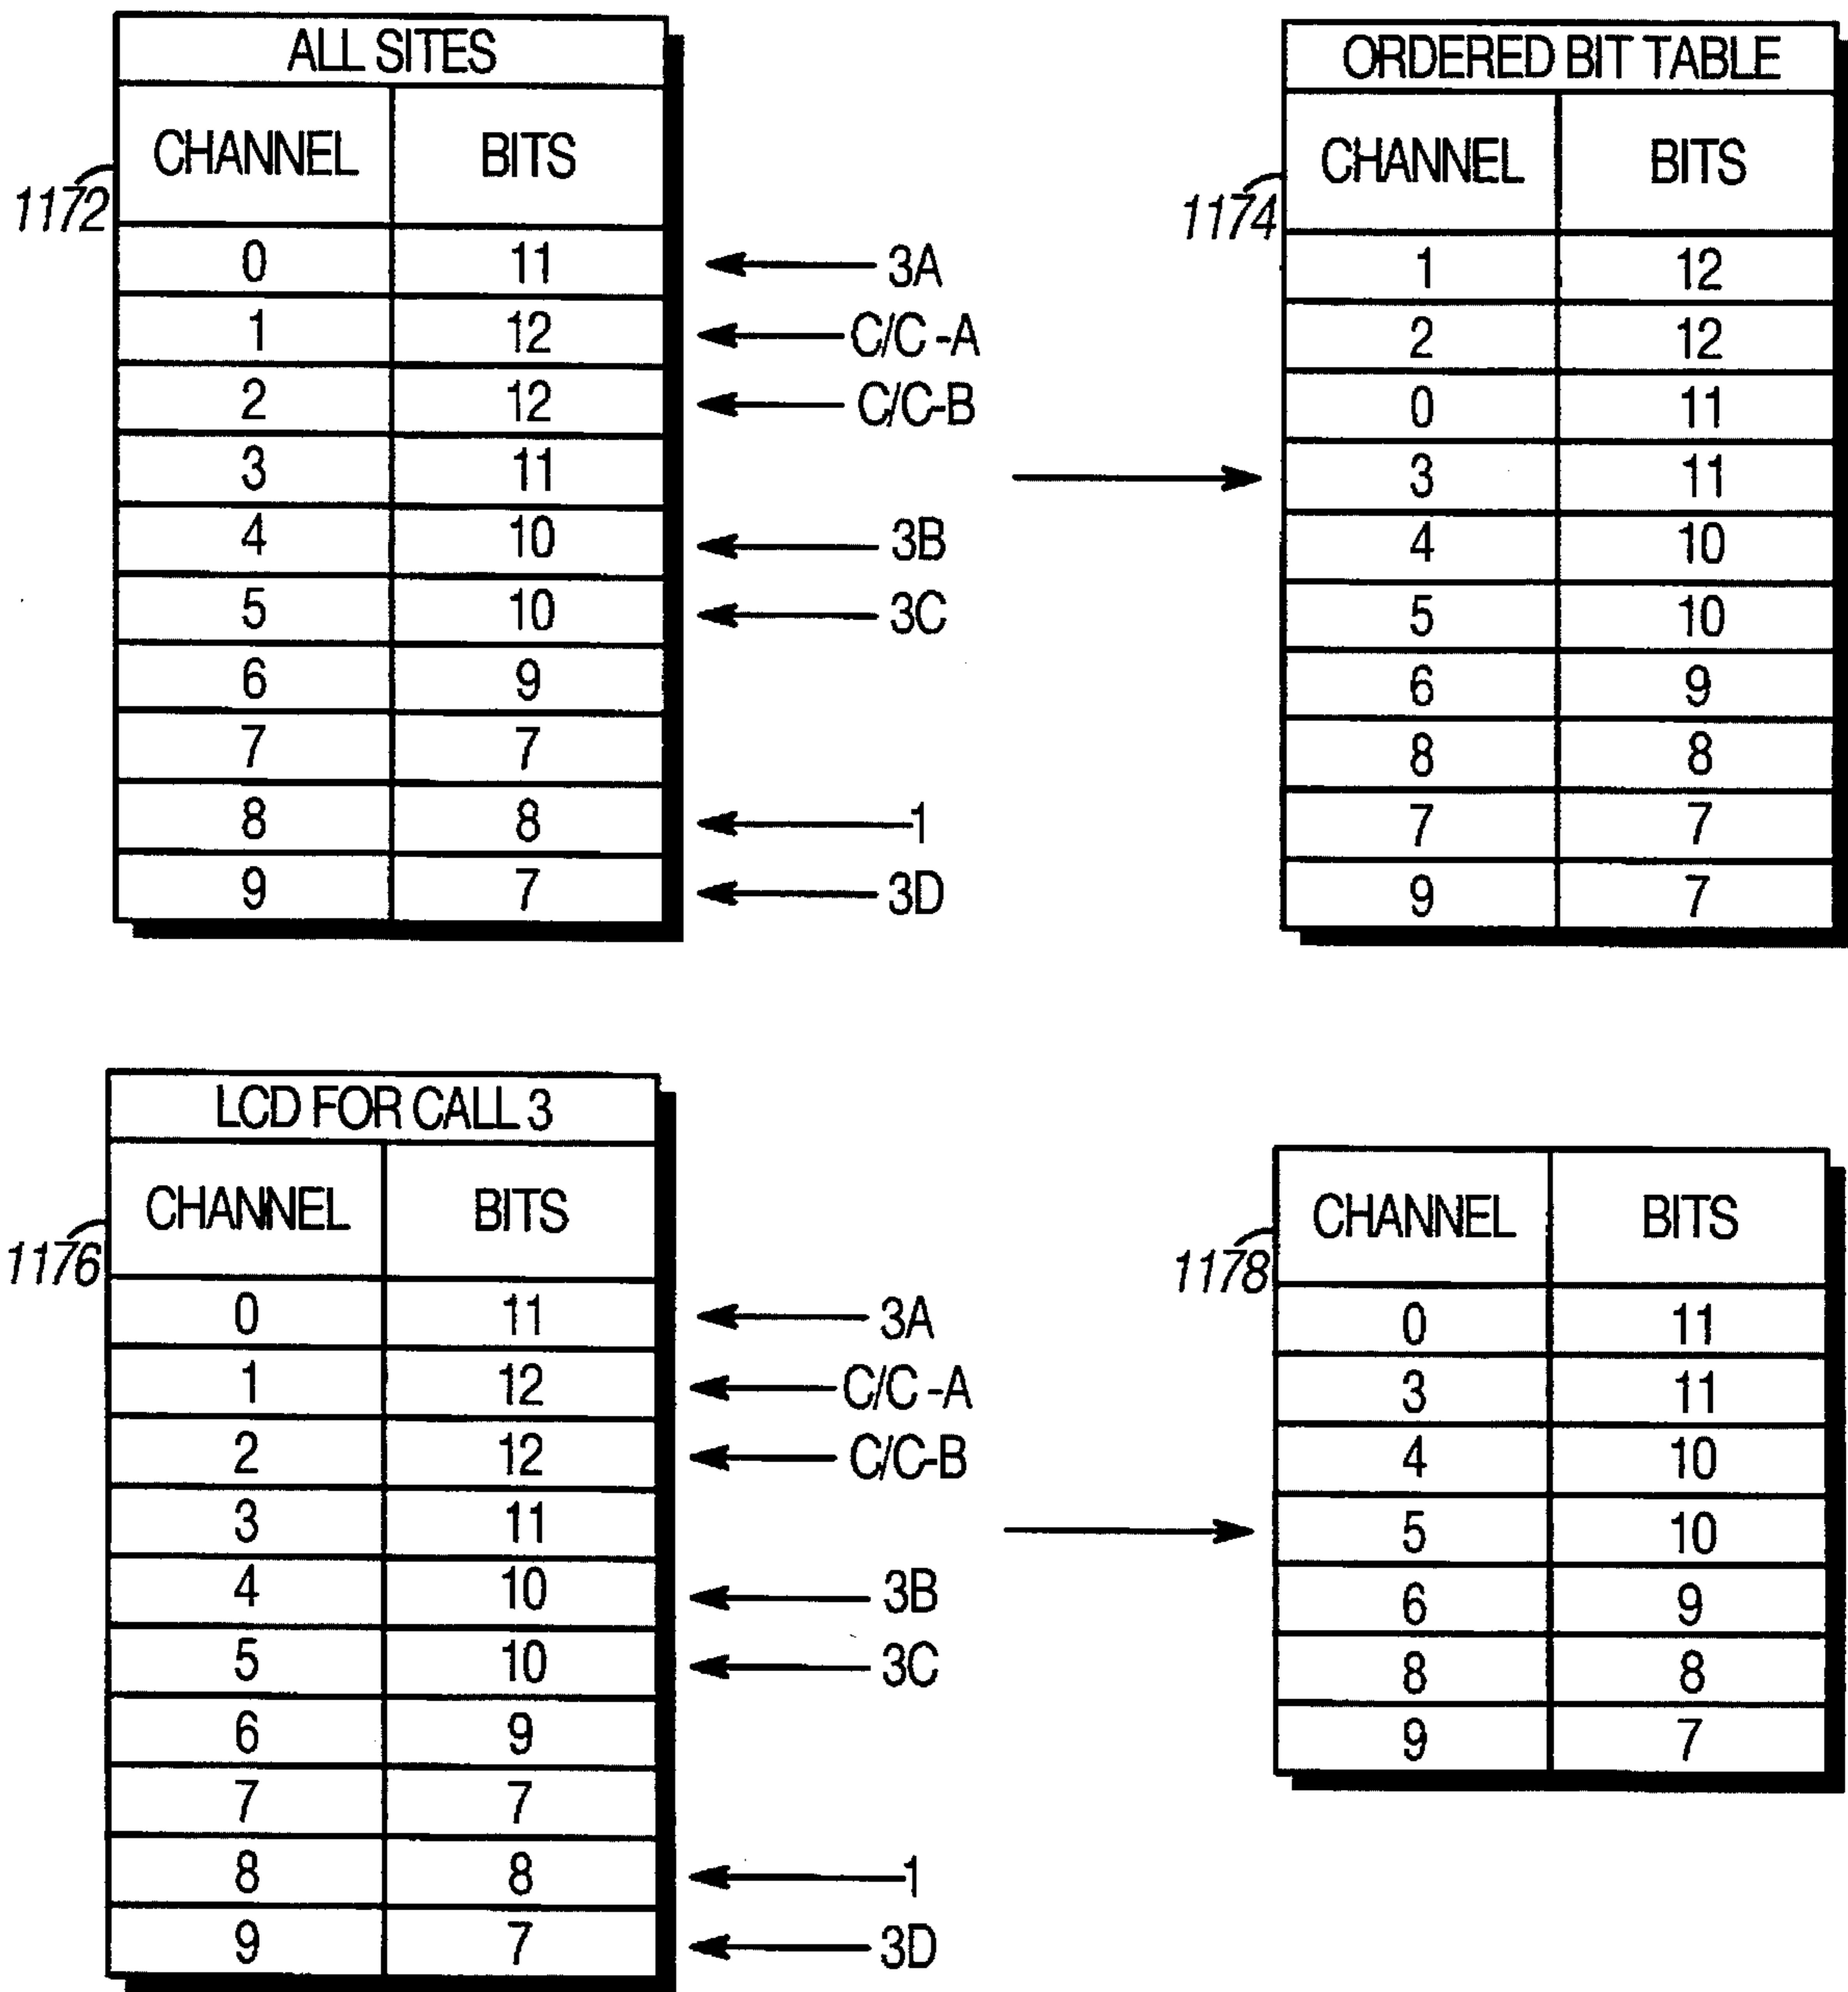 ALL SITES
CHANNEL BITS
1172
0 11 3A
1 12 C/C-A
2 12 C/C-B
3 11
4 10 3B
5 10 3C
6 9
7 7
8 8 1
9 7 3D
ORDERED BIT TABLE
CHANNEL BITS
1174
1 12
2 12
0 11
3 11
4 10
5 10
6 9
8 8
7 7
9 7
LCD FOR CALL 3
CHANNEL BITS
1176
0 11 3A
1 12 C/C-A
2 12 C/C-B
3 11
4 10 3B
5 10 3C
6 9
7 7
8 8 1
9 7 3D
CHANNEL BITS
1178
0 11
3 11
4 10
5 10
6 9
8 8
9 7